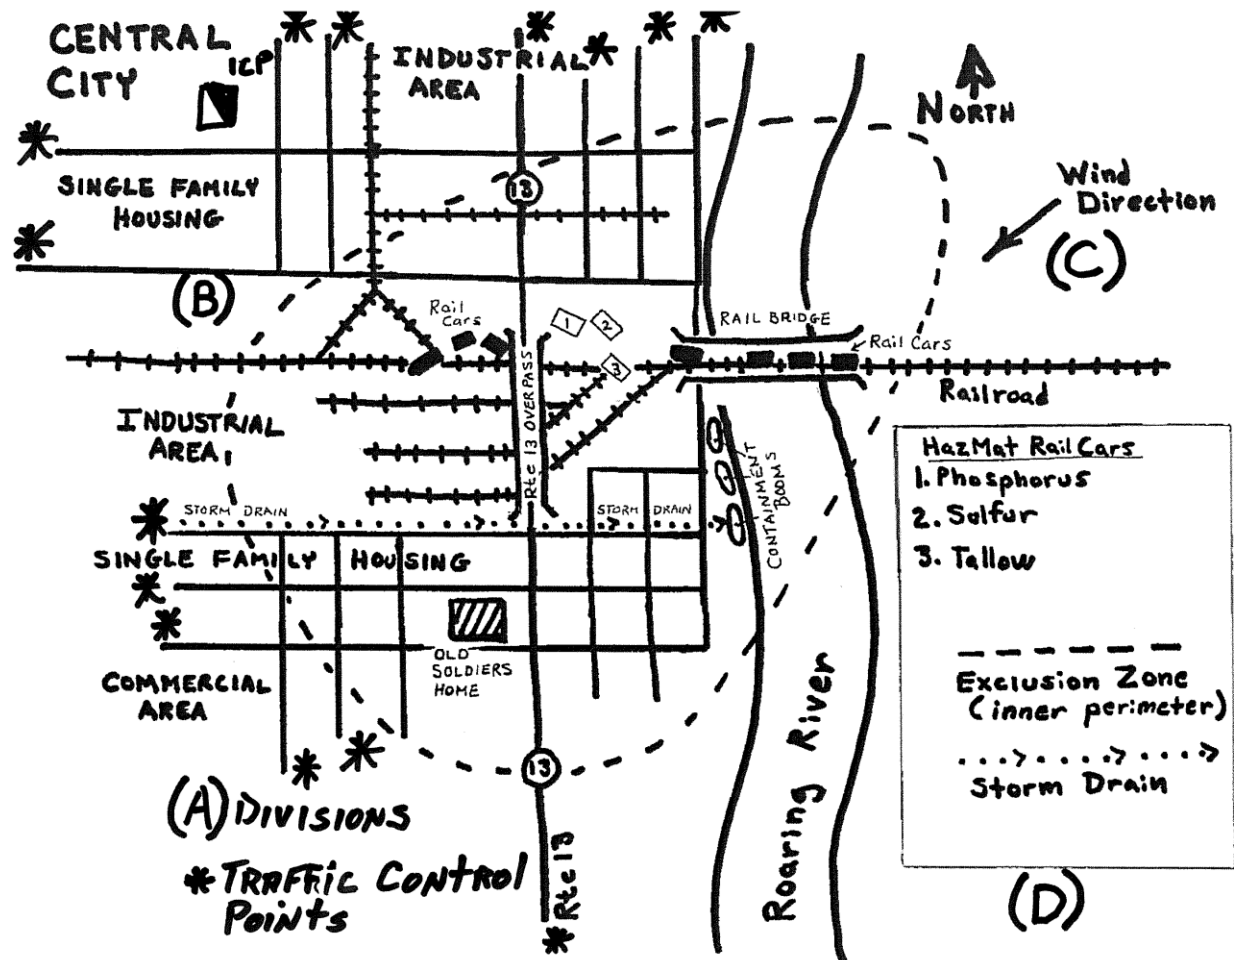 CENTRAL
CITY
ICP
INDUSTRIAL
AREA
NORTH
Wind
Direction
(C)
SINGLE FAMILY
HOUSING
13
(B)
Rail
Cars
1
2
3
RAIL BRIDGE
Rail Cars
Railroad
Rte 13 OVERPASS
INDUSTRIAL
AREA
CONTAINMENT
BOOMS
STORM DRAIN
STORM DRAIN
SINGLE FAMILY HOUSING
OLD
SOLDIERS
HOME
COMMERCIAL
AREA
13
(A) DIVISIONS
* TRAFFIC CONTROL
POINTS
Rte 13
Roaring River
HazMat Rail Cars
1. Phosphorus
2. Sulfur
3. Tallow
Exclusion Zone
(inner perimeter)
Storm Drain
(D)